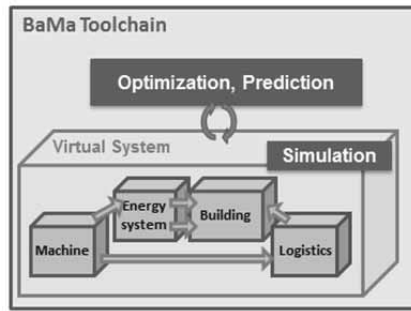 BaMa Toolchain
Optimization, Prediction
Virtual System
Simulation
Energy
system
Building
Machine
Logistics